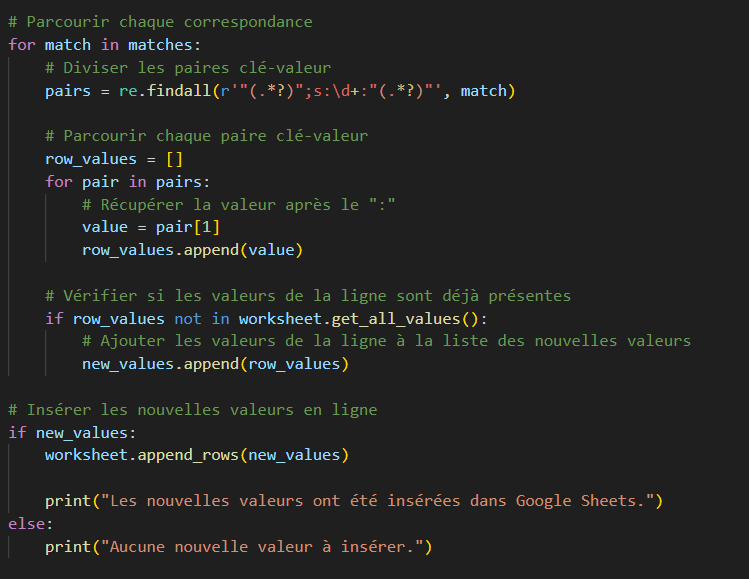 # Parcourir chaque correspondance
for match in matches:
    # Diviser les paires clé-valeur
    pairs = re.findall(r'"(.*?)";s:\d+:"(.*?)"', match)

    # Parcourir chaque paire clé-valeur
    row_values = []
    for pair in pairs:
        # Récupérer la valeur après le ":"
        value = pair[1]
        row_values.append(value)

    # Vérifier si les valeurs de la ligne sont déjà présentes
    if row_values not in worksheet.get_all_values():
        # Ajouter les valeurs de la ligne à la liste des nouvelles valeurs
        new_values.append(row_values)

# Insérer les nouvelles valeurs en ligne
if new_values:
    worksheet.append_rows(new_values)

    print("Les nouvelles valeurs ont été insérées dans Google Sheets.")
else:
    print("Aucune nouvelle valeur à insérer.")